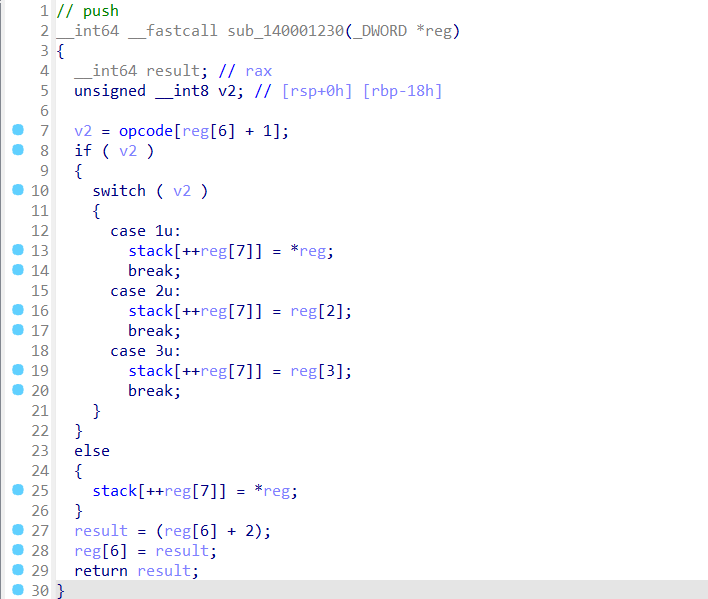 1 // push
2 __int64 __fastcall sub_140001230(_DWORD *reg)
3 {
4   __int64 result; // rax
5   unsigned __int8 v2; // [rsp+0h] [rbp-18h]
6
7   v2 = opcode[reg[6] + 1];
8   if ( v2 )
9   {
10     switch ( v2 )
11     {
12       case 1u:
13         stack[++reg[7]] = *reg;
14         break;
15       case 2u:
16         stack[++reg[7]] = reg[2];
17         break;
18       case 3u:
19         stack[++reg[7]] = reg[3];
20         break;
21     }
22   }
23   else
24   {
25     stack[++reg[7]] = *reg;
26   }
27   result = (reg[6] + 2);
28   reg[6] = result;
29   return result;
30 }